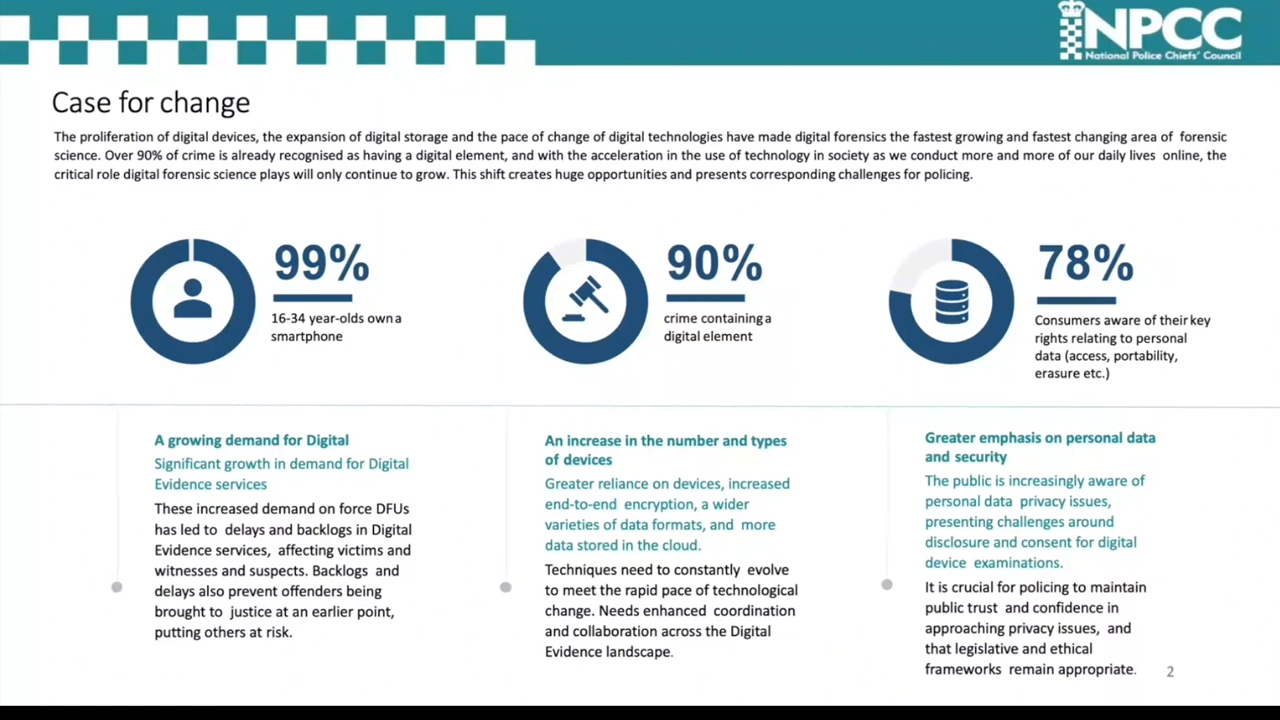 NPCC
National Police Chiefs' Council
Case for change
The proliferation of digital devices, the expansion of digital storage and the pace of change of digital technologies have made digital forensics the fastest growing and fastest changing area of forensic
science. Over 90% of crime is already recognised as having a digital element, and with the acceleration in the use of technology in society as we conduct more and more of our daily lives online, the
critical role digital forensic science plays will only continue to grow. This shift creates huge opportunities and presents corresponding challenges for policing.
99%
16-34 year-olds own a
smartphone
90%
crime containing a
digital element
78%
Consumers aware of their key
rights relating to personal
data (access, portability,
erasure etc.)
A growing demand for Digital
Significant growth in demand for Digital
Evidence services
These increased demand on force DFUs
has led to delays and backlogs in Digital
Evidence services, affecting victims and
witnesses and suspects. Backlogs and
delays also prevent offenders being
brought to justice at an earlier point,
putting others at risk.
An increase in the number and types
of devices
Greater reliance on devices, increased
end-to-end encryption, a wider
varieties of data formats, and more
data stored in the cloud.
Techniques need to constantly evolve
to meet the rapid pace of technological
change. Needs enhanced coordination
and collaboration across the Digital
Evidence landscape.
Greater emphasis on personal data
and security
The public is increasingly aware of
personal data privacy issues,
presenting challenges around
disclosure and consent for digital
device examinations.
It is crucial for policing to maintain
public trust and confidence in
approaching privacy issues, and
that legislative and ethical
frameworks remain appropriate.
2